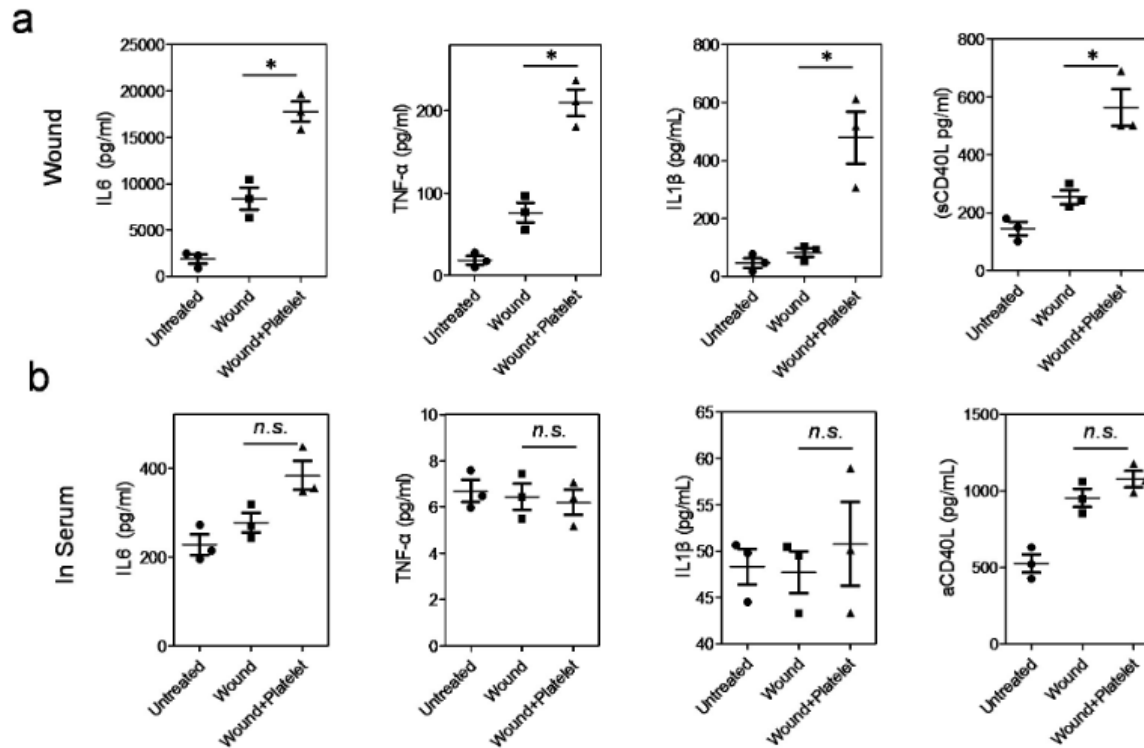 a
Wound
IL6 (pg/ml)
25000
20000
15000
10000
5000
0
*
Untreated
Wound
Wound+Platelet
TNF-α (pg/ml)
200
100
0
*
Untreated
Wound
Wound+Platelet
IL1β (pg/mL)
800
600
400
200
0
*
Untreated
Wound
Wound+Platelet
(sCD40L pg/ml)
800
600
400
200
0
*
Untreated
Wound
Wound+Platelet
b
In Serum
IL6 (pg/ml)
400
200
0
n.s.
Untreated
Wound
Wound+Platelet
TNF-α (pg/ml)
10
8
6
4
2
0
n.s.
Untreated
Wound
Wound+Platelet
IL1β (pg/mL)
65
60
55
50
45
40
n.s.
Untreated
Wound
Wound+Platelet
aCD40L (pg/mL)
1500
1000
500
0
n.s.
Untreated
Wound
Wound+Platelet